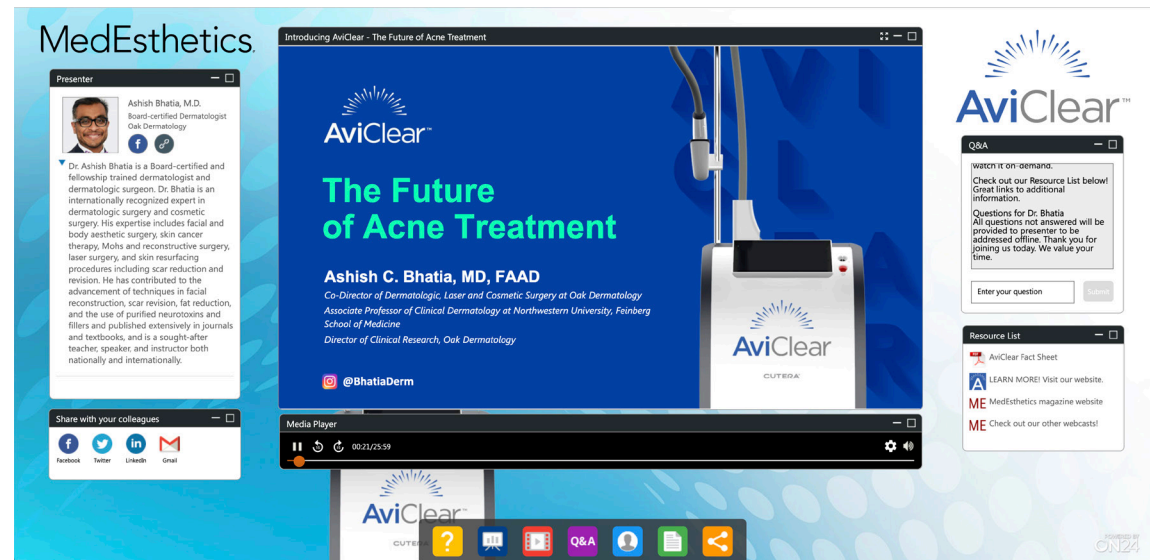 MedEsthetics.
Presenter
Ashish Bhatia, M.D.
Board-certified Dermatologist
Oak Dermatology
Dr. Ashish Bhatia is a Board-certified and
fellowship trained dermatologist and
dermatologic surgeon. Dr. Bhatia is an
internationally recognized expert in
dermatologic surgery and cosmetic
surgery. His expertise includes facial and
body aesthetic surgery, skin cancer
therapy, Mohs and reconstructive surgery,
laser surgery, and skin resurfacing
procedures including scar reduction and
revision. He has contributed to the
advancement of techniques in facial
reconstruction, scar revision, fat reduction,
and the use of purified neurotoxins and
fillers and published extensively in journals
and textbooks, and is a sought-after
teacher, speaker, and instructor both
nationally and internationally.
Share with your colleagues
Facebook
Twitter
LinkedIn
Gmail
Introducing AviClear - The Future of Acne Treatment
AviClear™
The Future
of Acne Treatment
Ashish C. Bhatia, MD, FAAD
Co-Director of Dermatologic, Laser and Cosmetic Surgery at Oak Dermatology
Associate Professor of Clinical Dermatology at Northwestern University, Feinberg
School of Medicine
Director of Clinical Research, Oak Dermatology
@BhatiaDerm
AVI
CLE
AR
AviClear
CUTERA
Media Player
00:21/25:59
AviClear
CUTE
Q&A
AviClear™
Q&A
watch it on-demand.
Check out our Resource List below!
Great links to additional
information.
Questions for Dr. Bhatia
All questions not answered will be
provided to presenter to be
addressed offline. Thank you for
joining us today. We value your
time.
Enter your question
Submit
Resource List
AviClear Fact Sheet
LEARN MORE! Visit our website.
ME MedEsthetics magazine website
ME Check out our other webcasts!
POWERED BY
ON24